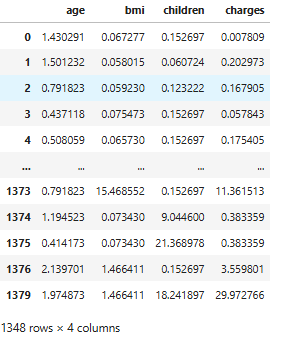 age bmi children charges
0 1.430291 0.067277 0.152697 0.007809
1 1.501232 0.058015 0.060724 0.202973
2 0.791823 0.059230 0.123222 0.167905
3 0.437118 0.075473 0.152697 0.057843
4 0.508059 0.065730 0.152697 0.175405
... ... ... ... ...
1373 0.791823 15.468552 0.152697 11.361513
1374 1.194523 0.073430 9.044600 0.383359
1375 0.414173 0.073430 21.368978 0.383359
1376 2.139701 1.466411 0.152697 3.559801
1379 1.974873 1.466411 18.241897 29.972766
1348 rows × 4 columns